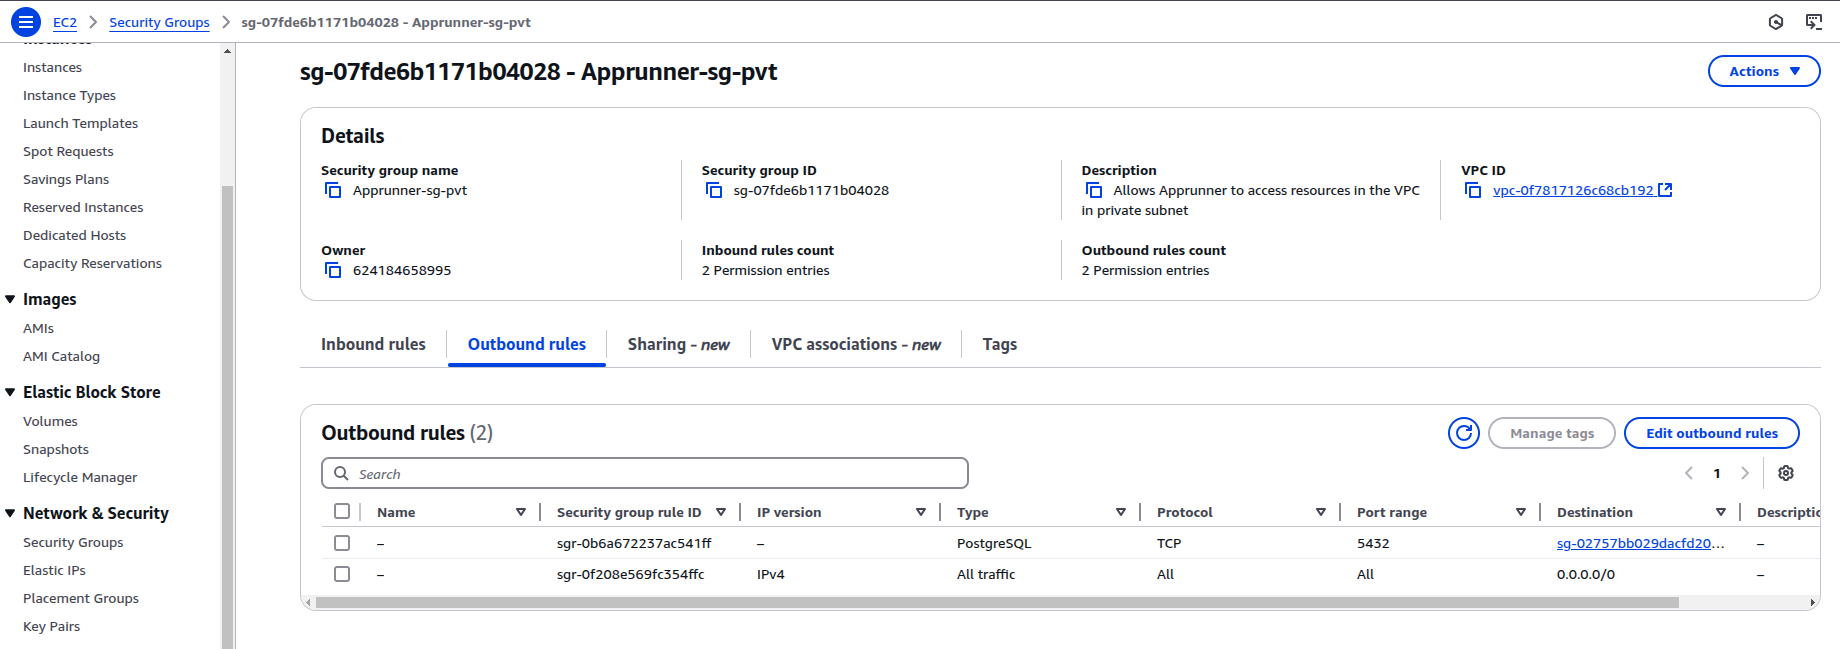 EC2 > Security Groups > sg-07fde6b1171b04028 - Apprunner-sg-pvt
Instances
Instance Types
Launch Templates
Spot Requests
Savings Plans
Reserved Instances
Dedicated Hosts
Capacity Reservations
Images
AMIs
AMI Catalog
Elastic Block Store
Volumes
Snapshots
Lifecycle Manager
Network & Security
Security Groups
Elastic IPs
Placement Groups
Key Pairs
sg-07fde6b1171b04028 - Apprunner-sg-pvt
Actions
Details
Security group name
Apprunner-sg-pvt
Security group ID
sg-07fde6b1171b04028
Description
Allows Apprunner to access resources in the VPC
in private subnet
VPC ID
vpc-0f7817126c68cb192
Owner
624184658995
Inbound rules count
2 Permission entries
Outbound rules count
2 Permission entries
Inbound rules Outbound rules Sharing - new VPC associations - new Tags
Outbound rules (2)
Manage tags
Edit outbound rules
Search
1
Name Security group rule ID IP version Type Protocol Port range Destination
– sgr-0b6a672237ac541ff – PostgreSQL TCP 5432 sg-02757bb029dacfd20... –
– sgr-0f208e569fc354ffc IPv4 All traffic All All 0.0.0.0/0 –